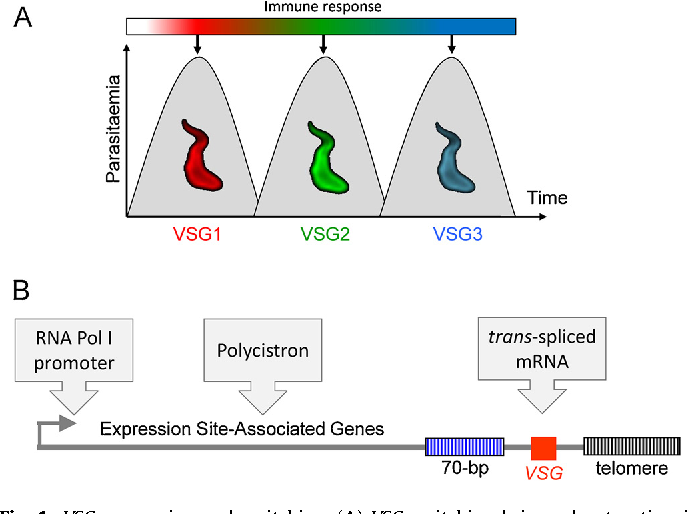 A
Immune response
Parasitaemia
Time
VSG1
VSG2
VSG3
B
RNA Pol I
promoter
Polycistron
trans-spliced
mRNA
Expression Site-Associated Genes
70-bp
VSG
telomere